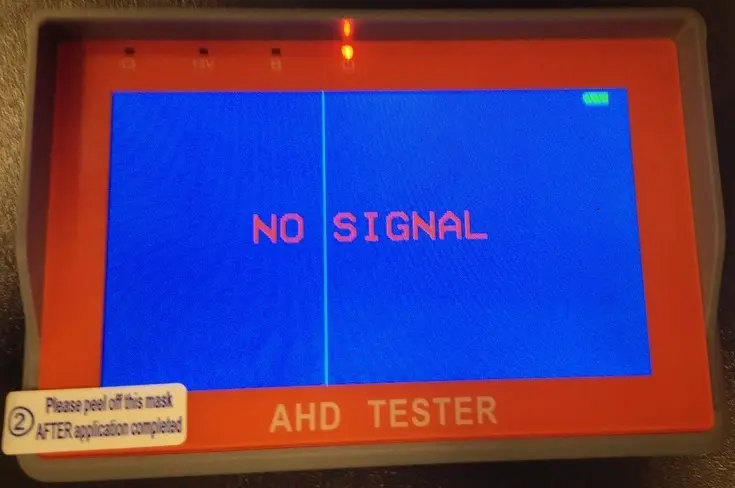 NO SIGNAL
②
Please peel off this mask
AFTER application completed
AHD TESTER